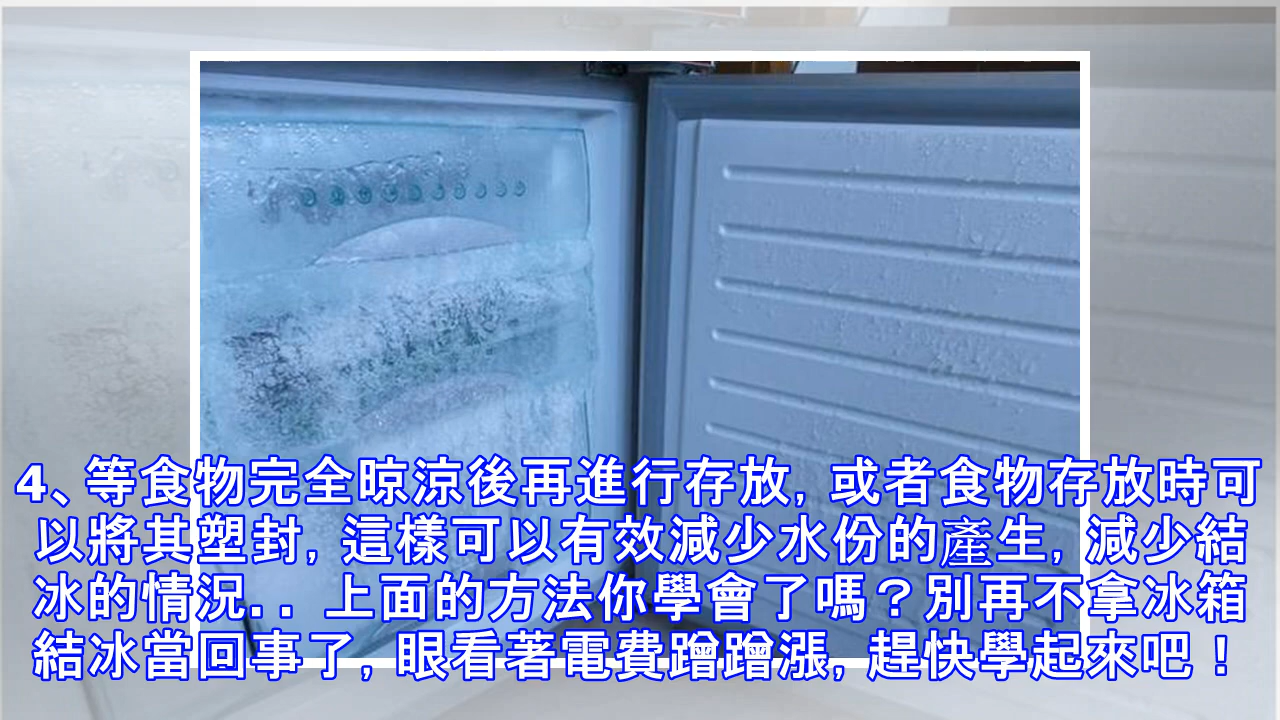 4、等食物完全晾涼後再進行存放, 或者食物存放時可
以將其塑封, 這樣可以有效減少水份的產生, 減少結
冰的情況.. 上面的方法你學會了嗎？別再不拿冰箱
結冰當回事了, 眼看著電費蹭蹭漲, 趕快學起來吧！